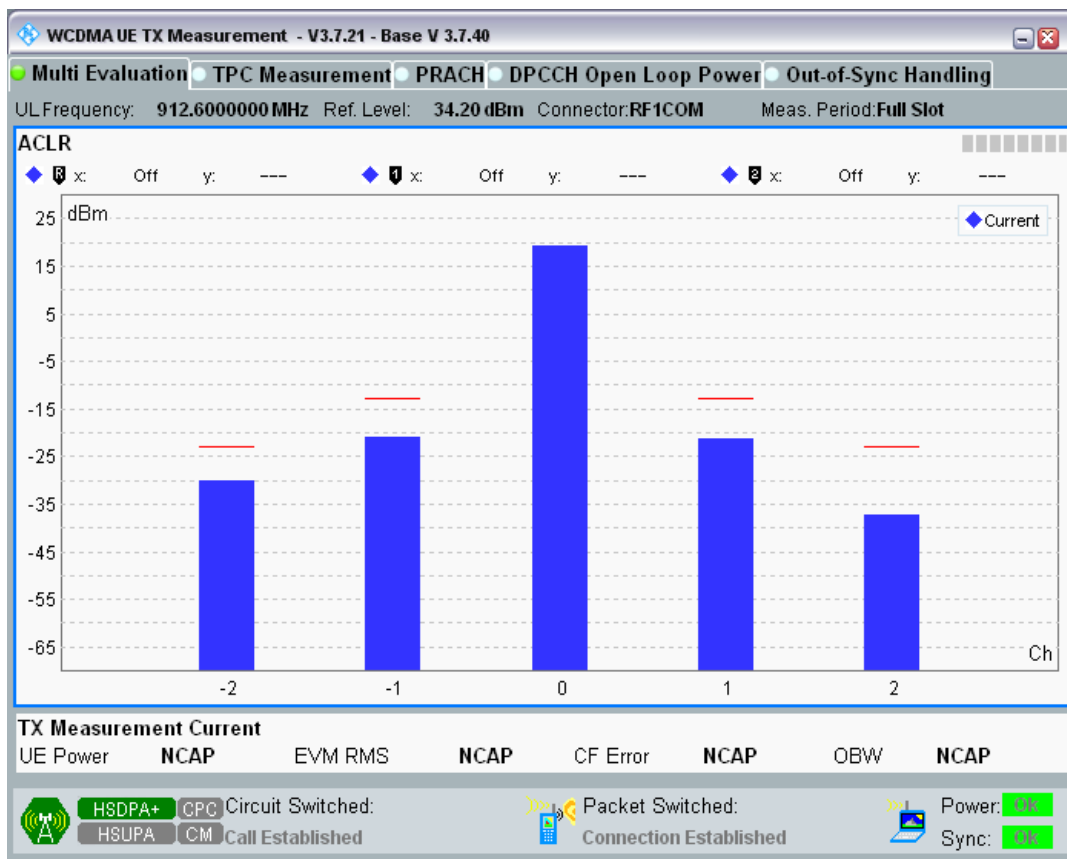 WCDMA UE TX Measurement - V3.7.21 - Base V 3.7.40
Multi Evaluation TPC Measurement PRACH DPCCH Open Loop Power Out-of-Sync Handling
UL Frequency: 912.6000000 MHz Ref. Level: 34.20 dBm Connector:RF1COM Meas. Period:Full Slot
ACLR
R x: Off y: --- 1 x: Off y: --- 2 x: Off y: ---
25 dBm
Current
15
5
-5
-15
-25
-35
-45
-55
-65
Ch
-2 -1 0 1 2
TX Measurement Current
UE Power NCAP EVM RMS NCAP CF Error NCAP OBW NCAP
HSDPA+ CPC Circuit Switched: Packet Switched: Power: Ok
HSUPA CM Call Established Connection Established Sync: Ok